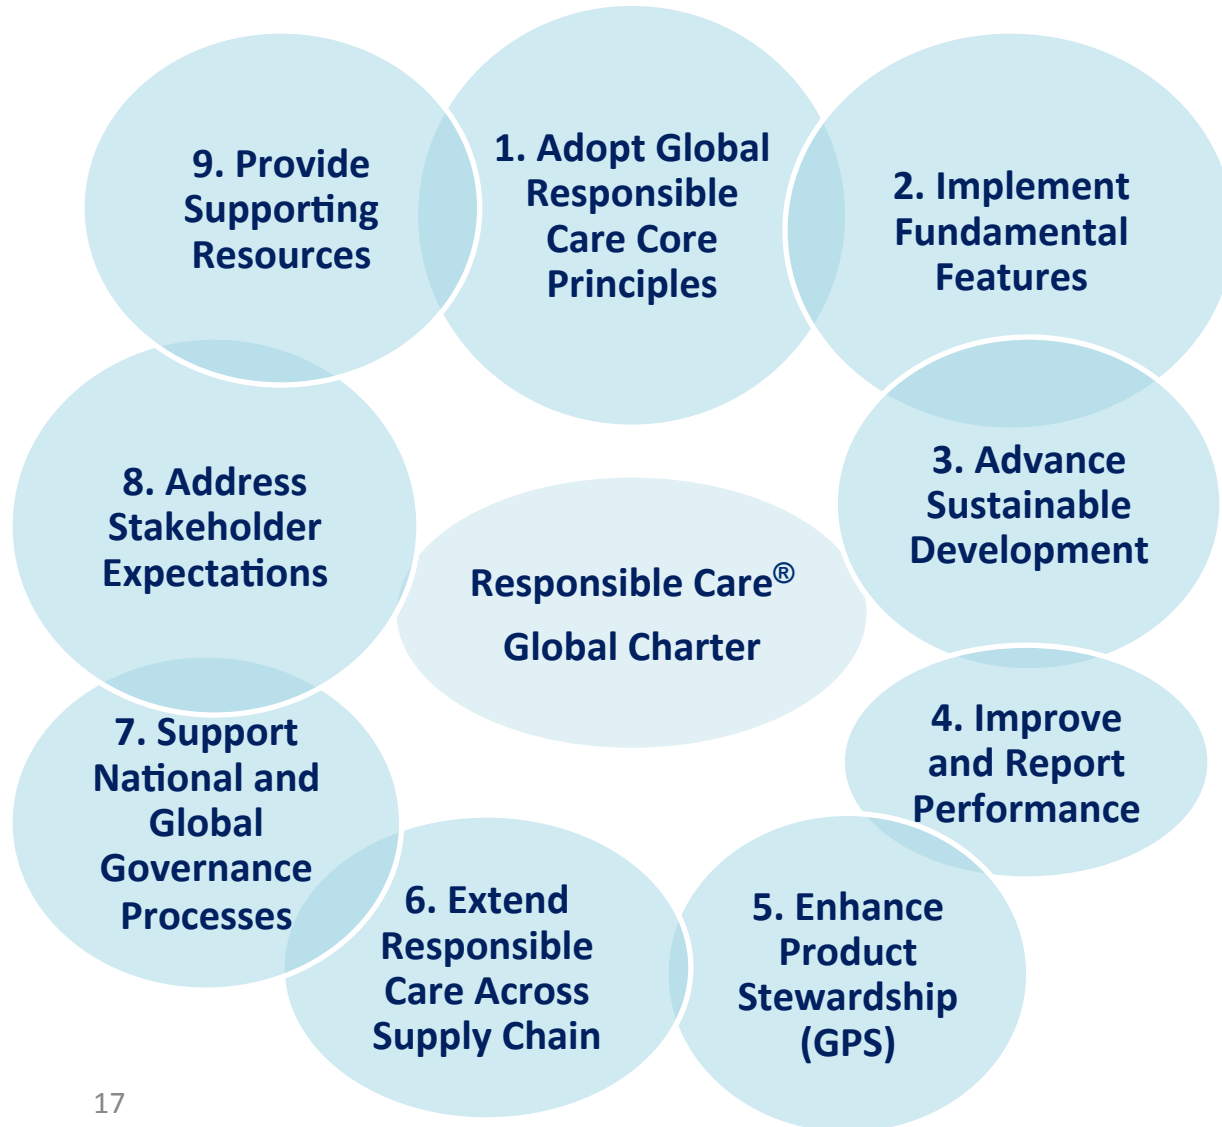 1. Adopt Global
Responsible
Care Core
Principles
2. Implement
Fundamental
Features
3. Advance
Sustainable
Development
4. Improve
and Report
Performance
5. Enhance
Product
Stewardship
(GPS)
6. Extend
Responsible
Care Across
Supply Chain
7. Support
National and
Global
Governance
Processes
8. Address
Stakeholder
Expectations
9. Provide
Supporting
Resources
Responsible Care®
Global Charter
17